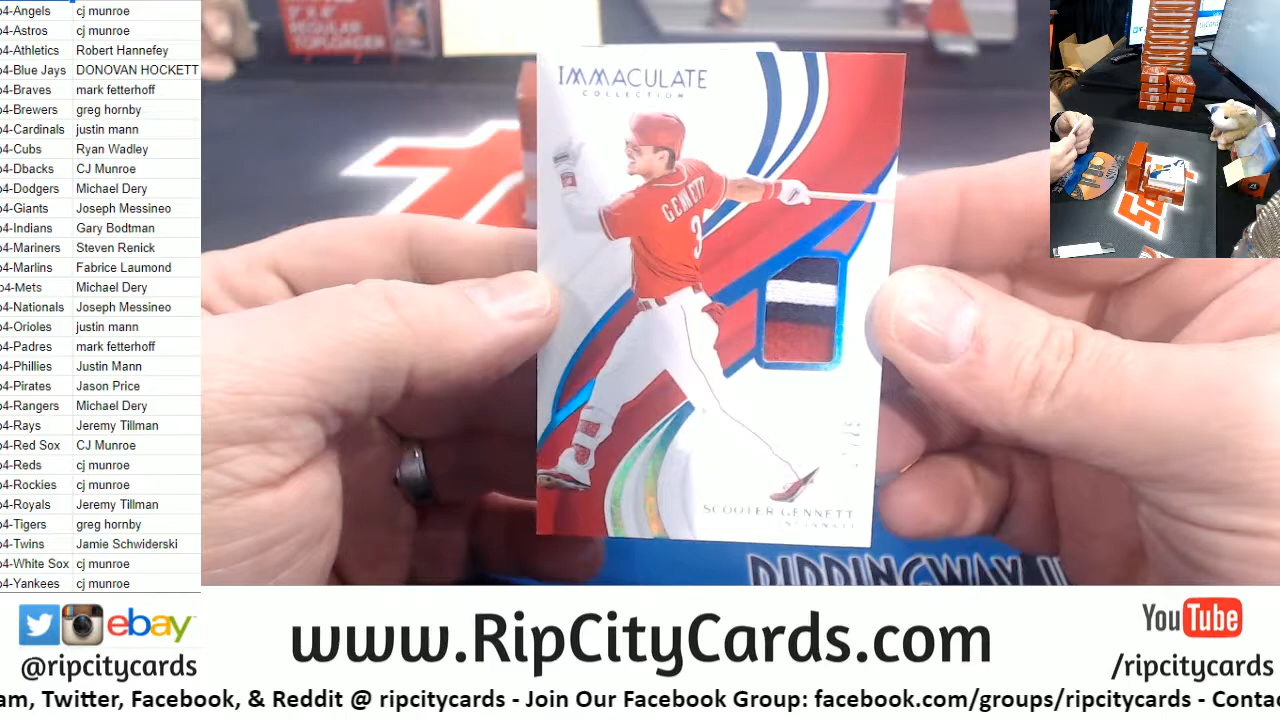 o4-Angels cj munroe
o4-Astros cj munroe
o4-Athletics Robert Hannefey
o4-Blue Jays DONOVAN HOCKETT
o4-Braves mark fetterhoff
o4-Brewers greg hornby
o4-Cardinals justin mann
o4-Cubs Ryan Wadley
o4-Dbacks CJ Munroe
o4-Dodgers Michael Dery
o4-Giants Joseph Messineo
o4-Indians Gary Bodtman
o4-Mariners Steven Renick
o4-Marlins Fabrice Laumond
o4-Mets Michael Dery
o4-Nationals Joseph Messineo
o4-Orioles justin mann
o4-Padres mark fetterhoff
o4-Phillies Justin Mann
o4-Pirates Jason Price
o4-Rangers Michael Dery
o4-Rays Jeremy Tillman
o4-Red Sox CJ Munroe
o4-Reds cj munroe
o4-Rockies cj munroe
o4-Royals Jeremy Tillman
o4-Tigers greg hornby
o4-Twins Jamie Schwiderski
o4-White Sox cj munroe
o4-Yankees cj munroe
REGULAR
TOPLOADER
IMMACULATE
COLLECTION
GENNETT
3
SCOOTER GENNETT
ebay
@ripcitycards
www.RipCityCards.com
YouTube
/ripcitycards
am, Twitter, Facebook, & Reddit @ ripcitycards - Join Our Facebook Group: facebook.com/groups/ripcitycards - Contac